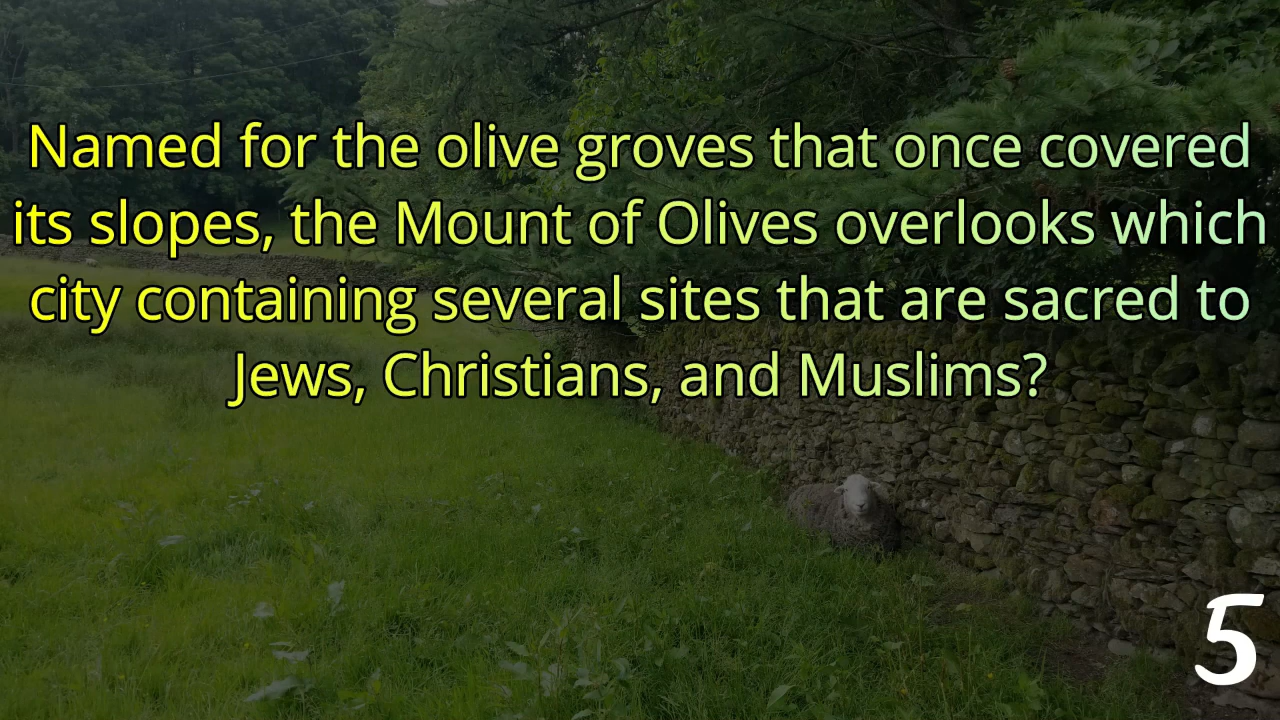 Named for the olive groves that once covered
its slopes, the Mount of Olives overlooks which
city containing several sites that are sacred to
Jews, Christians, and Muslims?
5